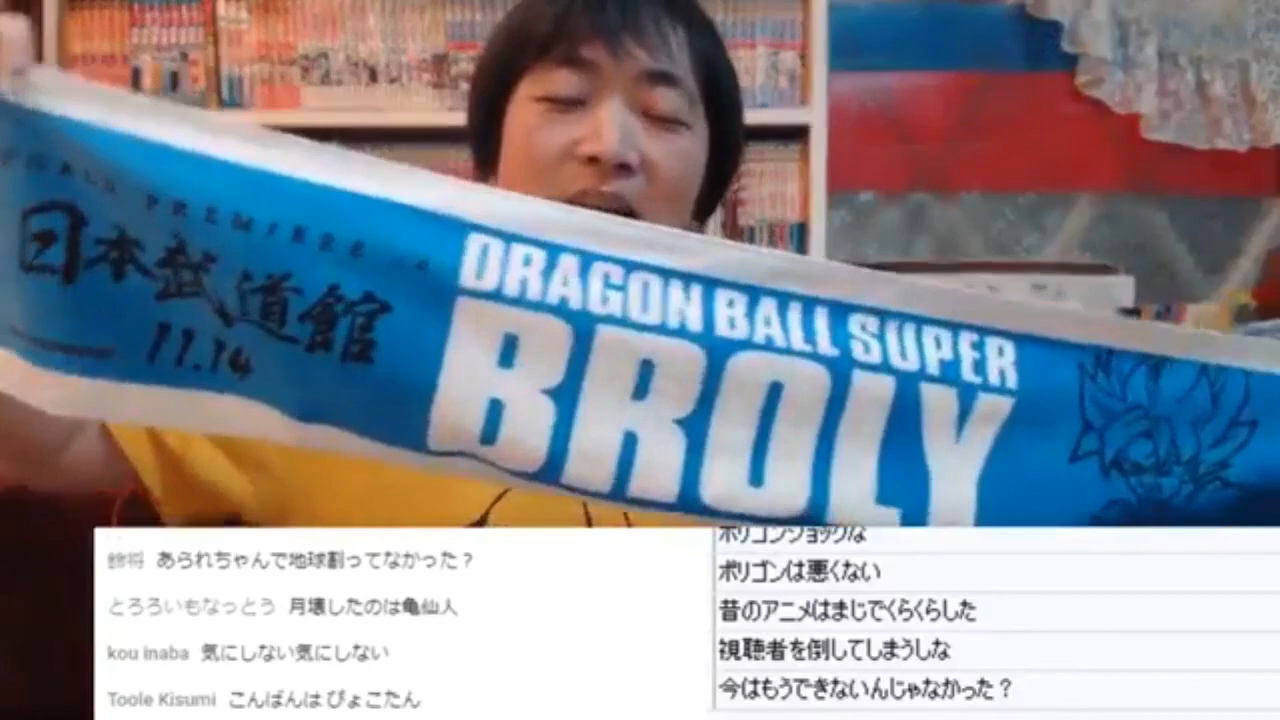 PREMIERE
日本武道館
11.14
DRAGON BALL SUPER
BROLY
鈴将 あられちゃんで地球割ってなかった？
とろろいもなっとう 月壊したのは亀仙人
kou inaba 気にしない気にしない
Toole Kisumi こんばんは ぴょこたん
ポリゴンショックな
ポリゴンは悪くない
昔のアニメはまじでくらくらした
視聴者を倒してしまうしな
今はもうできないんじゃなかった？